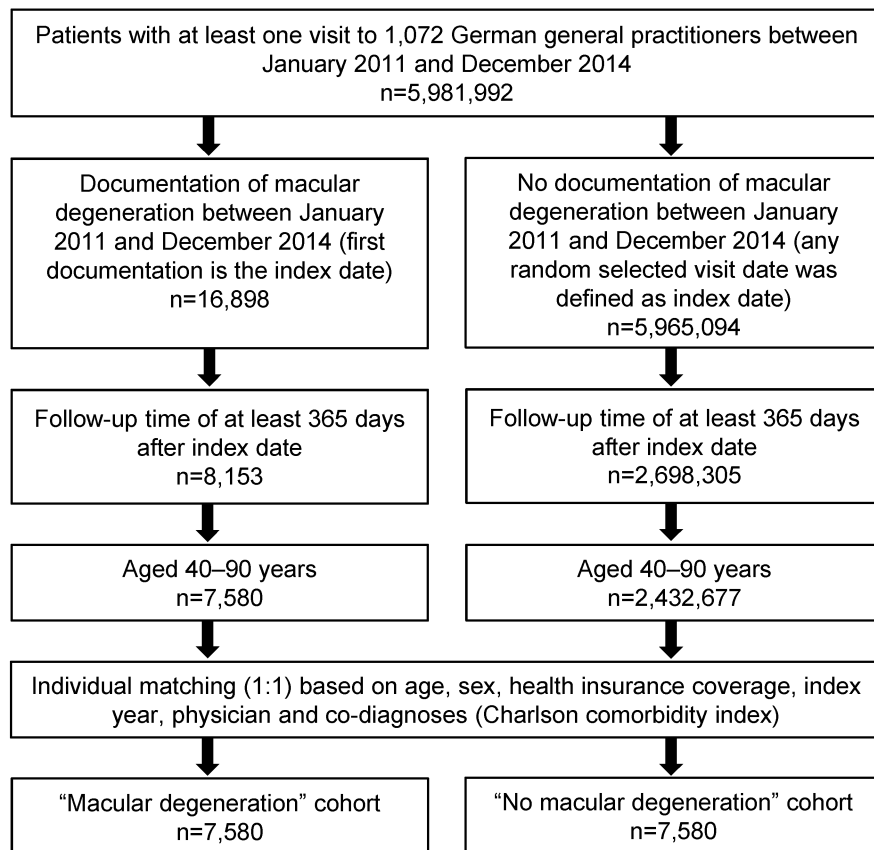 Patients with at least one visit to 1,072 German general practitioners between
January 2011 and December 2014
n=5,981,992
Documentation of macular
degeneration between January
2011 and December 2014 (first
documentation is the index date)
n=16,898
No documentation of macular
degeneration between January
2011 and December 2014 (any
random selected visit date was
defined as index date)
n=5,965,094
Follow-up time of at least 365 days
after index date
n=8,153
Follow-up time of at least 365 days
after index date
n=2,698,305
Aged 40–90 years
n=7,580
Aged 40–90 years
n=2,432,677
Individual matching (1:1) based on age, sex, health insurance coverage, index
year, physician and co-diagnoses (Charlson comorbidity index)
“Macular degeneration” cohort
n=7,580
“No macular degeneration” cohort
n=7,580